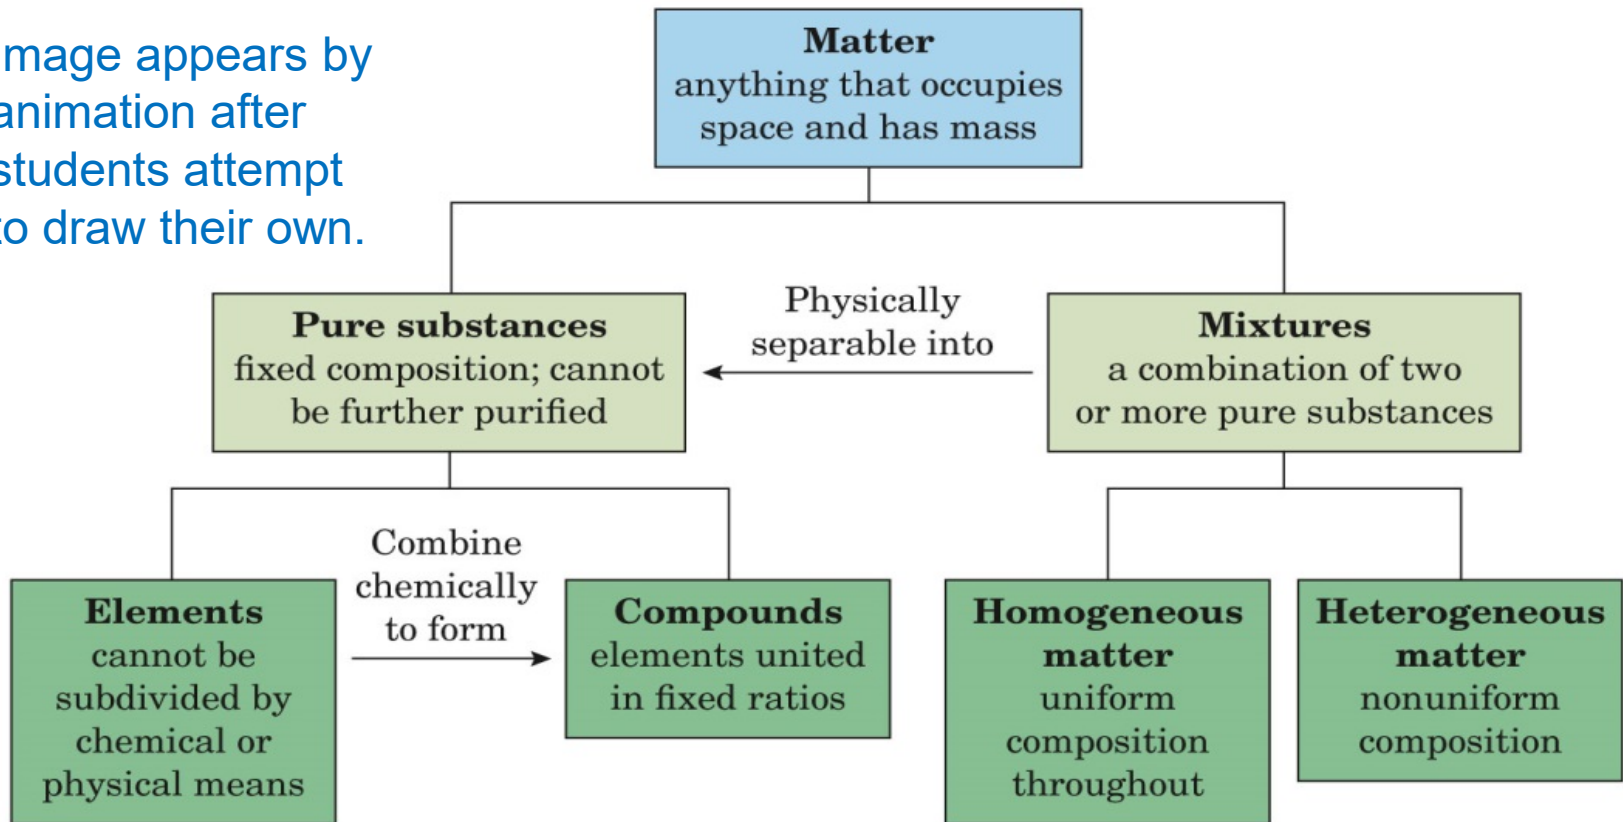 mage appears by
animation after
students attempt
to draw their own.
Matter
anything that occupies
space and has mass
Physically
separable into
Pure substances
fixed composition; cannot
be further purified
Mixtures
a combination of two
or more pure substances
Combine
chemically
to form
Elements
cannot be
subdivided by
chemical or
physical means
Compounds
elements united
in fixed ratios
Homogeneous
matter
uniform
composition
throughout
Heterogeneous
matter
nonuniform
composition